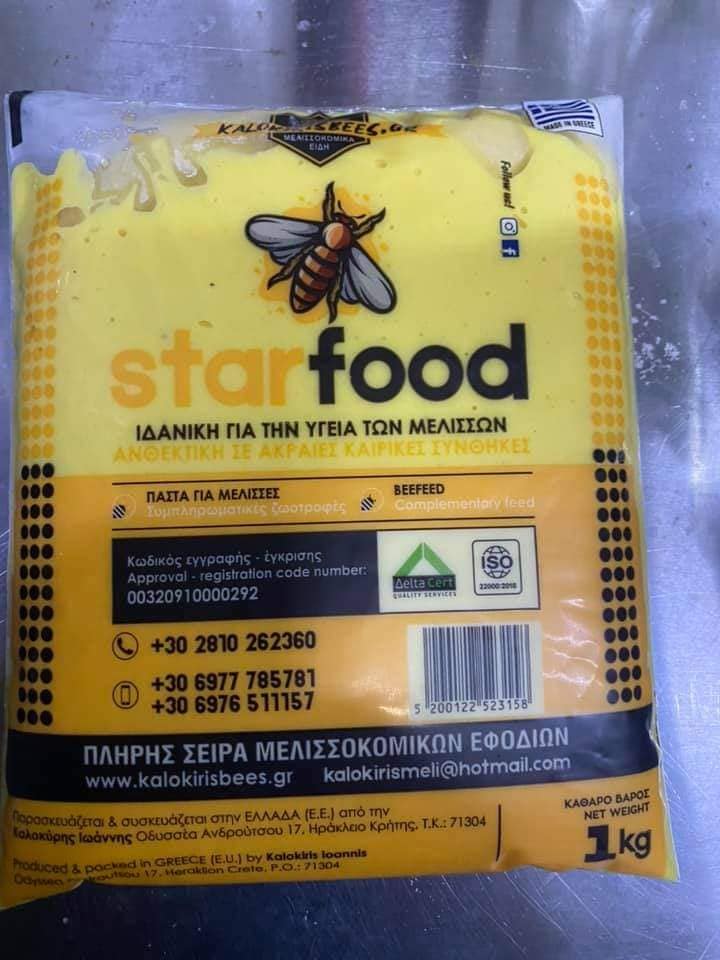 MADE IN GREECE
ΜΕΛΙΣΣΟΚΟΜΙΚΑ
ΕΙΔΗ
Follow us!
starfood
ΙΔΑΝΙΚΗ ΓΙΑ ΤΗΝ ΥΓΕΙΑ ΤΩΝ ΜΕΛΙΣΣΩΝ
ΑΝΘΕΚΤΙΚΗ ΣΕ ΑΚΡΑΙΕΣ ΚΑΙΡΙΚΕΣ ΣΥΝΘΗΚΕΣ
ΠΑΣΤΑ ΓΙΑ ΜΕΛΙΣΣΕΣ
Συμπληρωματικές ζωοτροφές
BEEFEED
Complementary feed
Κωδικός εγγραφής - έγκρισης
Approval - registration code number:
00320910000292
Delta Cert
QUALITY SERVICES
ISO
22000:2018
+30 2810 262360
+30 6977 785781
+30 6976 511157
5 200122 523158
ΠΛΗΡΗΣ ΣΕΙΡΑ ΜΕΛΙΣΣΟΚΟΜΙΚΩΝ ΕΦΟΔΙΩΝ
www.kalokirisbees.gr kalokirismeli@hotmail.com
Παρασκευάζεται & συσκευάζεται στην ΕΛΛΑΔΑ (Ε.Ε.) από την
Καλοκύρης Ιωάννης Οδυσσέα Ανδρούτσου 17, Ηράκλειο Κρήτης, Τ.Κ.: 71304
Produced & packed in GREECE (E.U.) by Kalokiris Ioannis
17, Heraklion Crete, P.O.: 71304
ΚΑΘΑΡΟ ΒΑΡΟΣ
NET WEIGHT
1kg